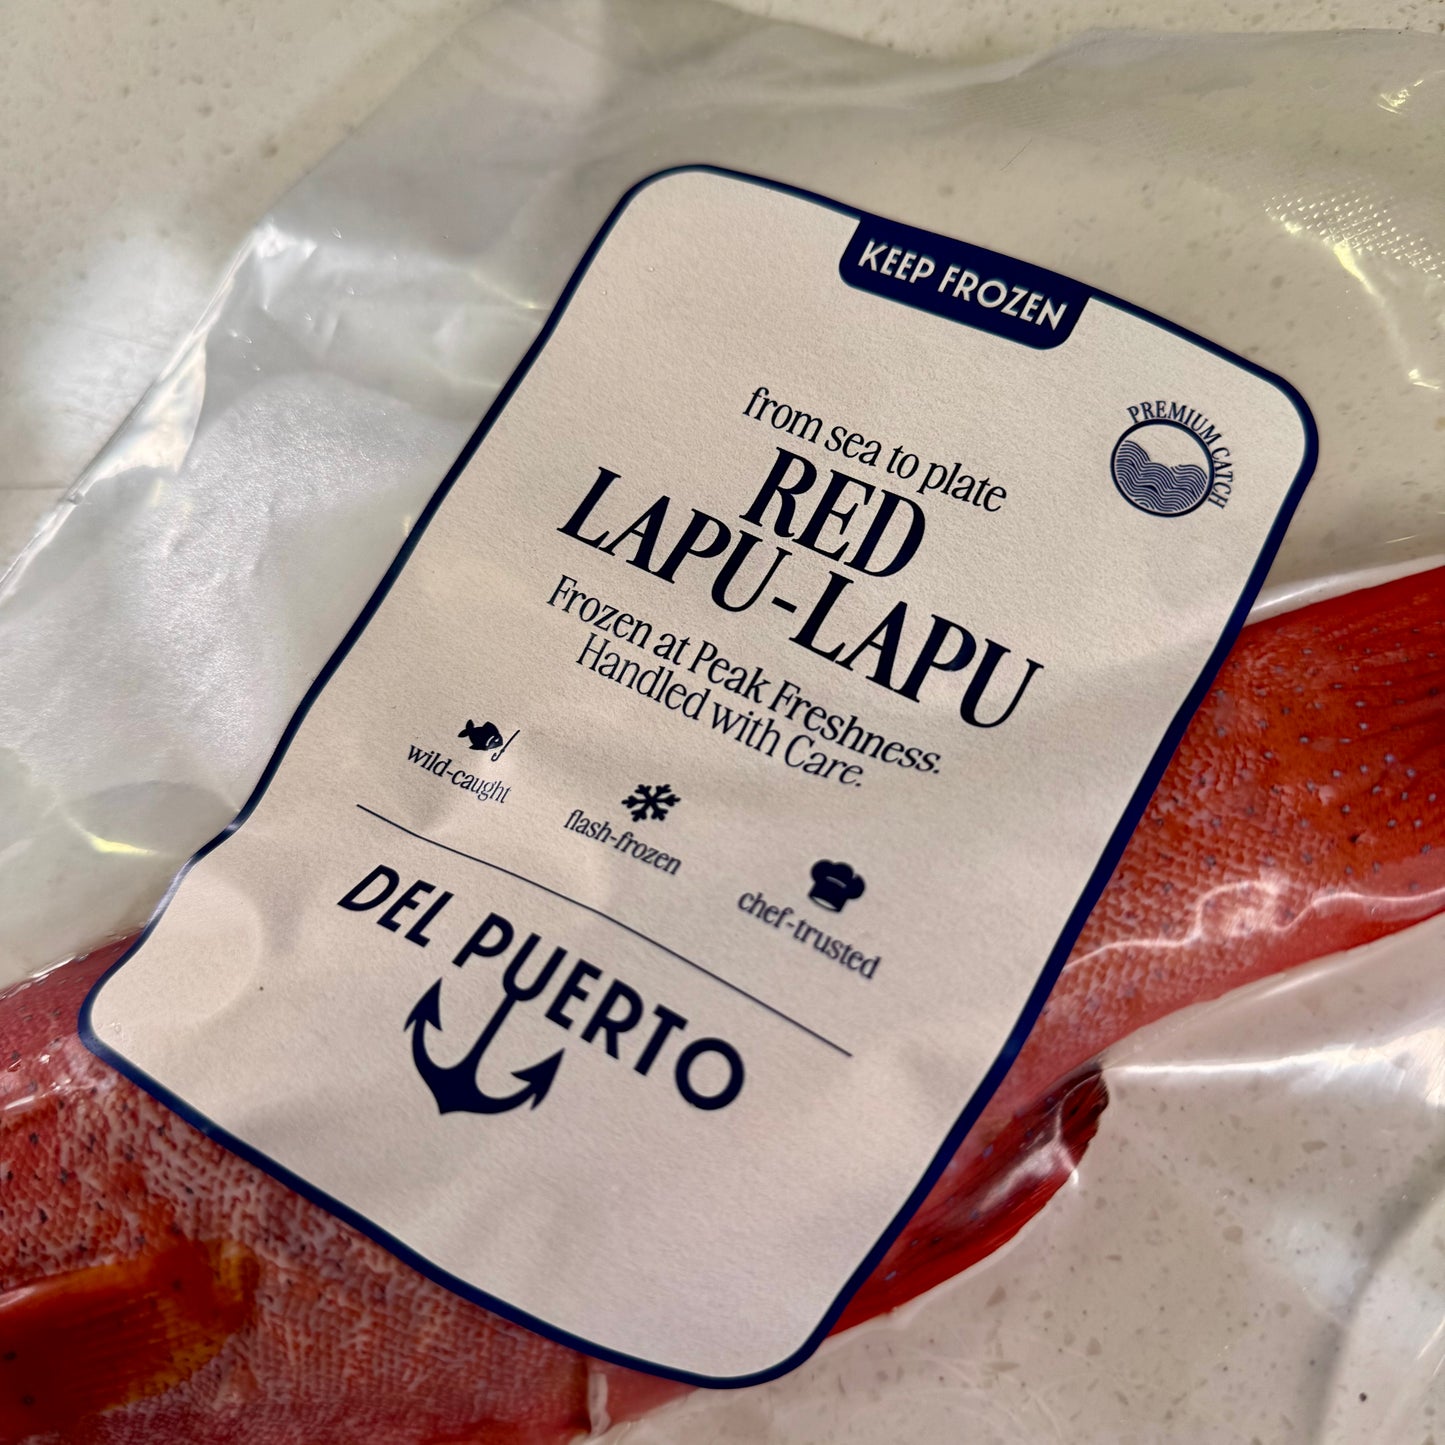 KEEP FROZEN
PREMIUM CATCH
from sea to plate
RED
LAPU-LAPU
Frozen at Peak Freshness.
Handled with Care.
wild-caught
flash-frozen
chef-trusted
DEL PUERTO